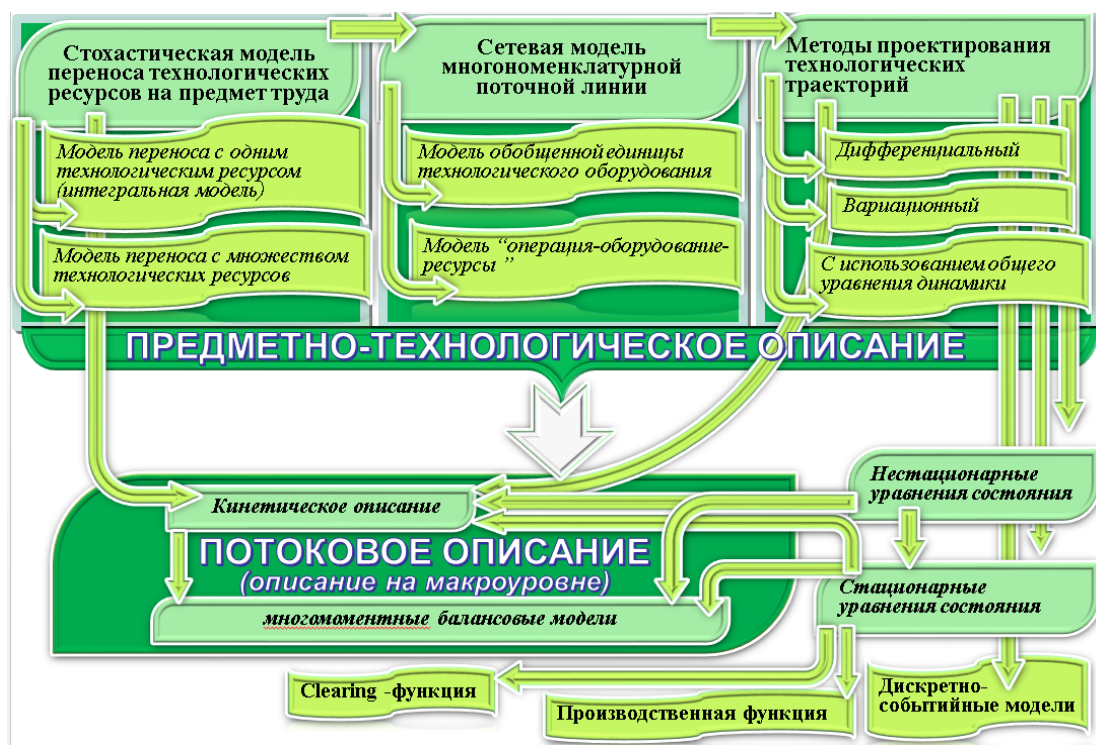 Стохастическая модель
переноса технологических
ресурсов на предмет труда
Модель переноса с одним
технологическим ресурсом
(интегральная модель)
Модель переноса с множеством
технологических ресурсов
Сетевая модель
многономенклатурной
поточной линии
Модель обобщенной единицы
технологического оборудования
Модель “операция-оборудование-
ресурсы ”
Методы проектирования
технологических
траекторий
Дифференциальный
Вариационный
С использованием общего
уравнения динамики
ПРЕДМЕТНО-ТЕХНОЛОГИЧЕСКОЕ ОПИСАНИЕ
Нестационарные
уравнения состояния
Кинетическое описание
ПОТОКОВОЕ ОПИСАНИЕ
(описание на макроуровне)
многомоментные балансовые модели
Стационарные
уравнения состояния
Clearing -функция
Производственная функция
Дискретно-
событийные модели